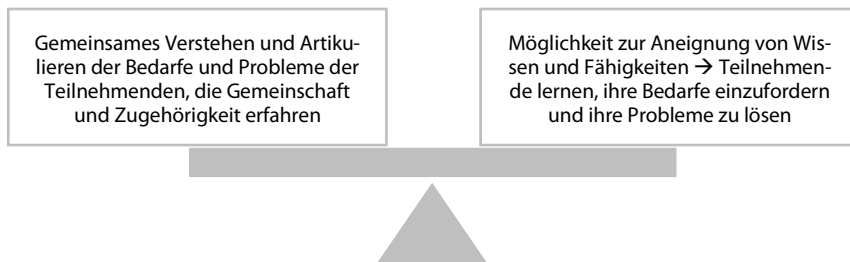 Gemeinsames Verstehen und Artiku-
lieren der Bedarfe und Probleme der
Teilnehmenden, die Gemeinschaft
und Zugehörigkeit erfahren
Möglichkeit zur Aneignung von Wis-
sen und Fähigkeiten → Teilnehmen-
de lernen, ihre Bedarfe einzufordern
und ihre Probleme zu lösen